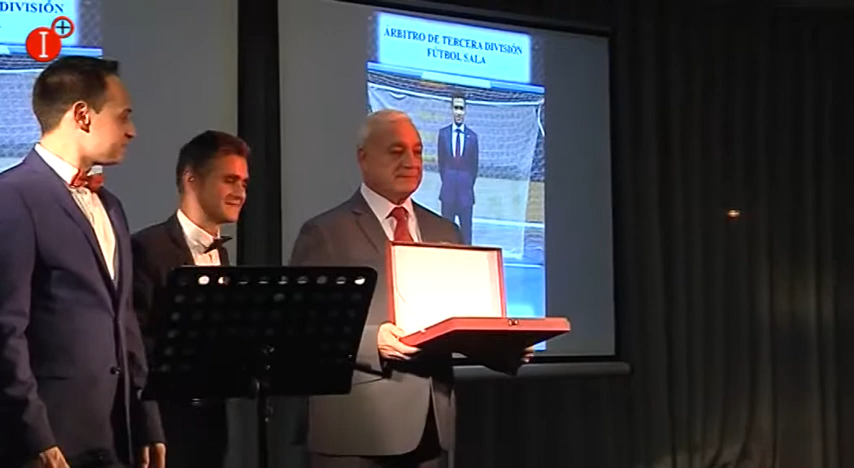 DIVISIÓN
I
ARBITRO DE TERCERA DIVISIÓN
FÚTBOL SALA